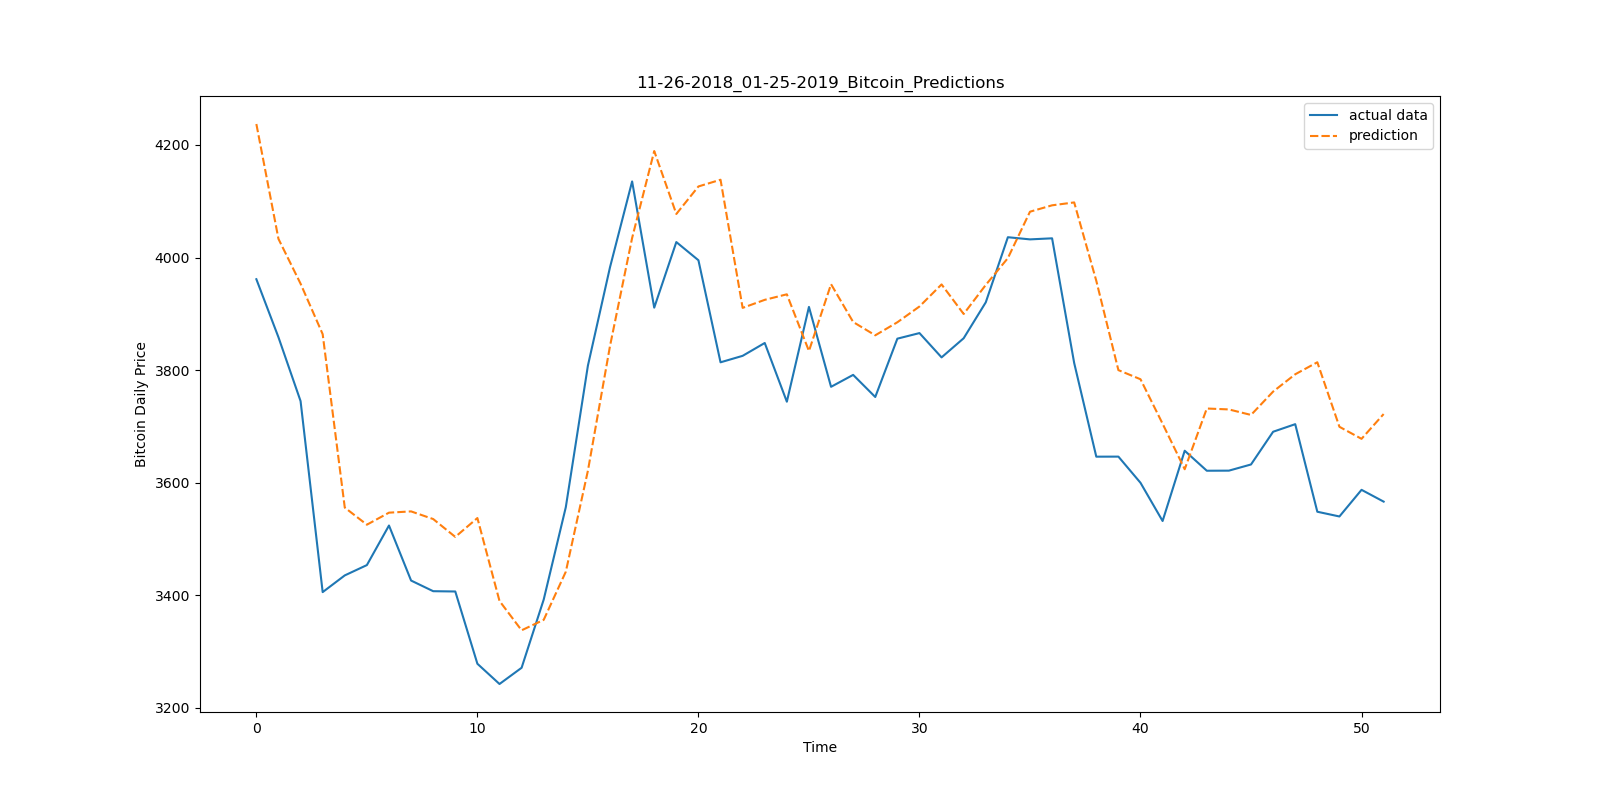 11-26-2018_01-25-2019_Bitcoin_Predictions
actual data
prediction
4200
4000
3800
3600
3400
3200
Bitcoin Daily Price
0 10 20 30 40 50
Time